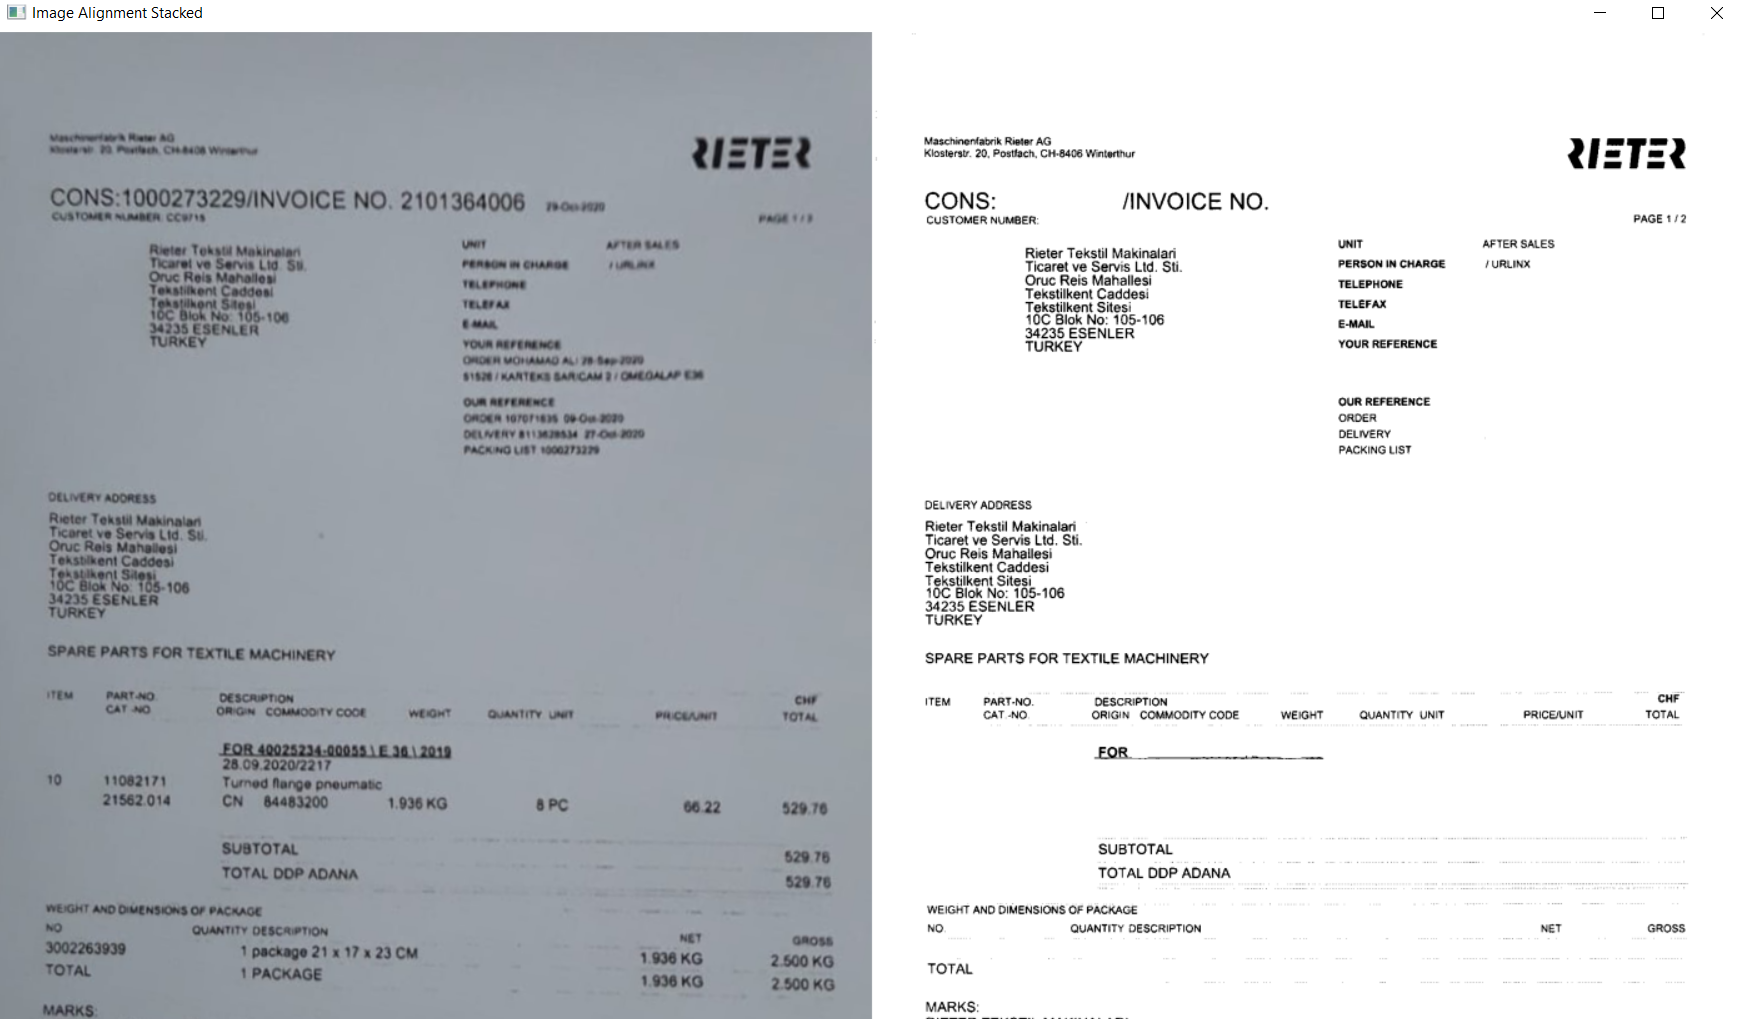 Image Alignment Stacked
Maschinenfabrik Rieter AG
Klosterstr. 20, Postfach, CH-8406 Winterthur
RIETER
CONS:1000273229/INVOICE NO. 2101364006 29-Oct-2020
CUSTOMER NUMBER: CC9715
PAGE 1 / 2
Rieter Tekstil Makinalari
Ticaret ve Servis Ltd. Sti.
Oruc Reis Mahallesi
Tekstilkent Caddesi
Tekstilkent Sitesi
10C Blok No: 105-106
34235 ESENLER
TURKEY
UNIT AFTER SALES
PERSON IN CHARGE / URLINX
TELEPHONE
TELEFAX
E-MAIL
YOUR REFERENCE
ORDER MOHAMAD ALI 28-Sep-2020
51526 / KARTEKS SARICAM 2 / OMEGALAP E36
OUR REFERENCE
ORDER 107071835 09-Oct-2020
DELIVERY 8113628534 27-Oct-2020
PACKING LIST 1000273229
DELIVERY ADDRESS
Rieter Tekstil Makinalari
Ticaret ve Servis Ltd. Sti.
Oruc Reis Mahallesi
Tekstilkent Caddesi
Tekstilkent Sitesi
10C Blok No: 105-106
34235 ESENLER
TURKEY
SPARE PARTS FOR TEXTILE MACHINERY
ITEM PART-NO. DESCRIPTION CHF
CAT.-NO. ORIGIN COMMODITY CODE WEIGHT QUANTITY UNIT PRICE/UNIT TOTAL
FOR 40025234-00055 \ E 36 \ 2019
28.09.2020/2217
10 11082171 Turned flange pneumatic
21562.014 CN 84483200 1.936 KG 8 PC 66.22 529.76
SUBTOTAL 529.76
TOTAL DDP ADANA 529.76
WEIGHT AND DIMENSIONS OF PACKAGE
NO QUANTITY DESCRIPTION NET GROSS
3002263939 1 package 21 x 17 x 23 CM 1.936 KG 2.500 KG
TOTAL 1 PACKAGE 1.936 KG 2.500 KG
MARKS:
Maschinenfabrik Rieter AG
Klosterstr. 20, Postfach, CH-8406 Winterthur
RIETER
CONS: /INVOICE NO.
CUSTOMER NUMBER:
PAGE 1 / 2
Rieter Tekstil Makinalari
Ticaret ve Servis Ltd. Sti.
Oruc Reis Mahallesi
Tekstilkent Caddesi
Tekstilkent Sitesi
10C Blok No: 105-106
34235 ESENLER
TURKEY
UNIT AFTER SALES
PERSON IN CHARGE / URLINX
TELEPHONE
TELEFAX
E-MAIL
YOUR REFERENCE
OUR REFERENCE
ORDER
DELIVERY
PACKING LIST
DELIVERY ADDRESS
Rieter Tekstil Makinalari
Ticaret ve Servis Ltd. Sti.
Oruc Reis Mahallesi
Tekstilkent Caddesi
Tekstilkent Sitesi
10C Blok No: 105-106
34235 ESENLER
TURKEY
SPARE PARTS FOR TEXTILE MACHINERY
ITEM PART-NO. DESCRIPTION CHF
CAT.-NO. ORIGIN COMMODITY CODE WEIGHT QUANTITY UNIT PRICE/UNIT TOTAL
FOR
SUBTOTAL
TOTAL DDP ADANA
WEIGHT AND DIMENSIONS OF PACKAGE
NO. QUANTITY DESCRIPTION NET GROSS
TOTAL
MARKS:
RIETER TEKSTIL MAKINALARI